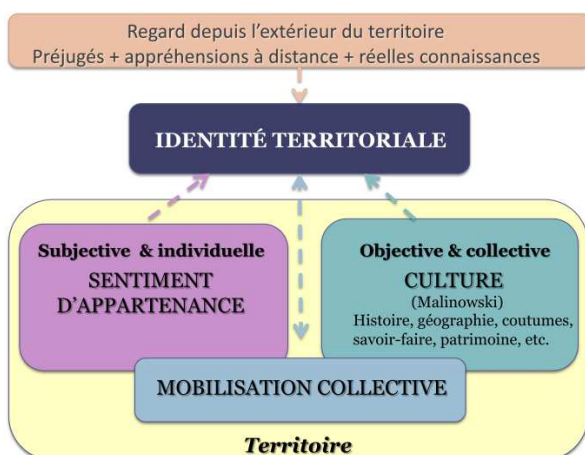 Regard depuis l'extérieur du territoire
Préjugés + appréhensions à distance + réelles connaissances
IDENTITÉ TERRITORIALE
Subjective & individuelle
SENTIMENT
D'APPARTENANCE
Objective & collective
CULTURE
(Malinowski)
Histoire, géographie, coutumes,
savoir-faire, patrimoine, etc.
MOBILISATION COLLECTIVE
Territoire